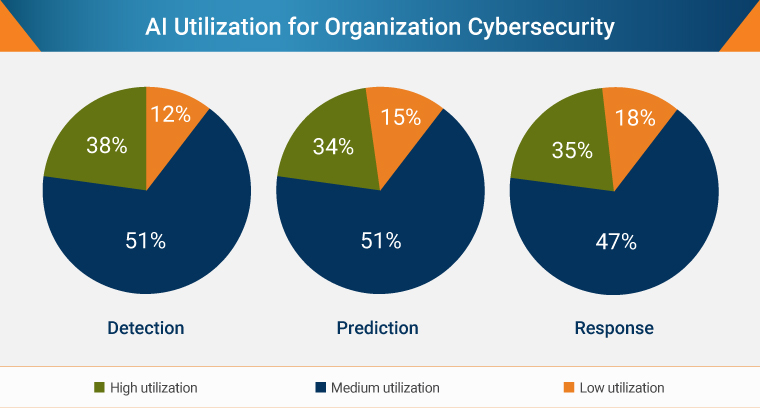 AI Utilization for Organization Cybersecurity
38%
12%
51%
34%
15%
51%
35%
18%
47%
Detection
Prediction
Response
High utilization
Medium utilization
Low utilization